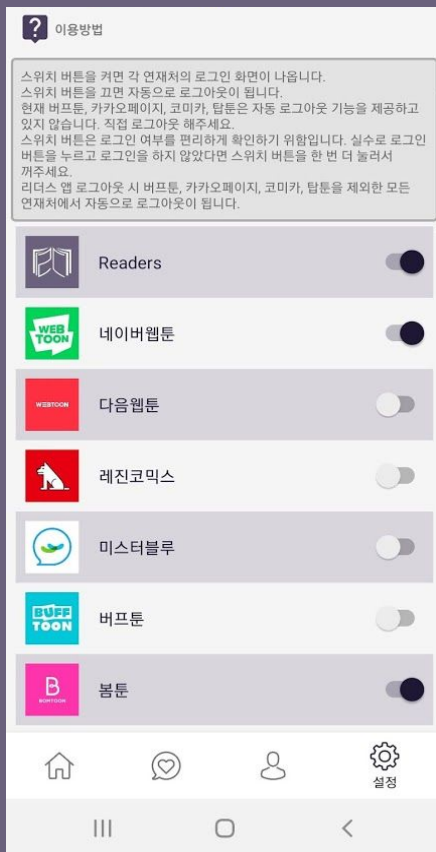 ?
이용방법
스위치 버튼을 켜면 각 연재처의 로그인 화면이 나옵니다.
스위치 버튼을 끄면 자동으로 로그아웃이 됩니다.
현재 버프툰, 카카오페이지, 코미카, 탑툰은 자동 로그아웃 기능을 제공하고
있지 않습니다. 직접 로그아웃 해주세요.
스위치 버튼은 로그인 여부를 편리하게 확인하기 위함입니다. 실수로 로그인
버튼을 누르고 로그인을 하지 않았다면 스위치 버튼을 한 번 더 눌러서
꺼주세요.
리더스 앱 로그아웃 시 버프툰, 카카오페이지, 코미카, 탑툰을 제외한 모든
연재처에서 자동으로 로그아웃이 됩니다.
Readers
WEB
TOON
네이버웹툰
WEBTOON
다음웹툰
레진코믹스
미스터블루
BUFF
TOON
버프툰
B
BOMTOON
봄툰
설정